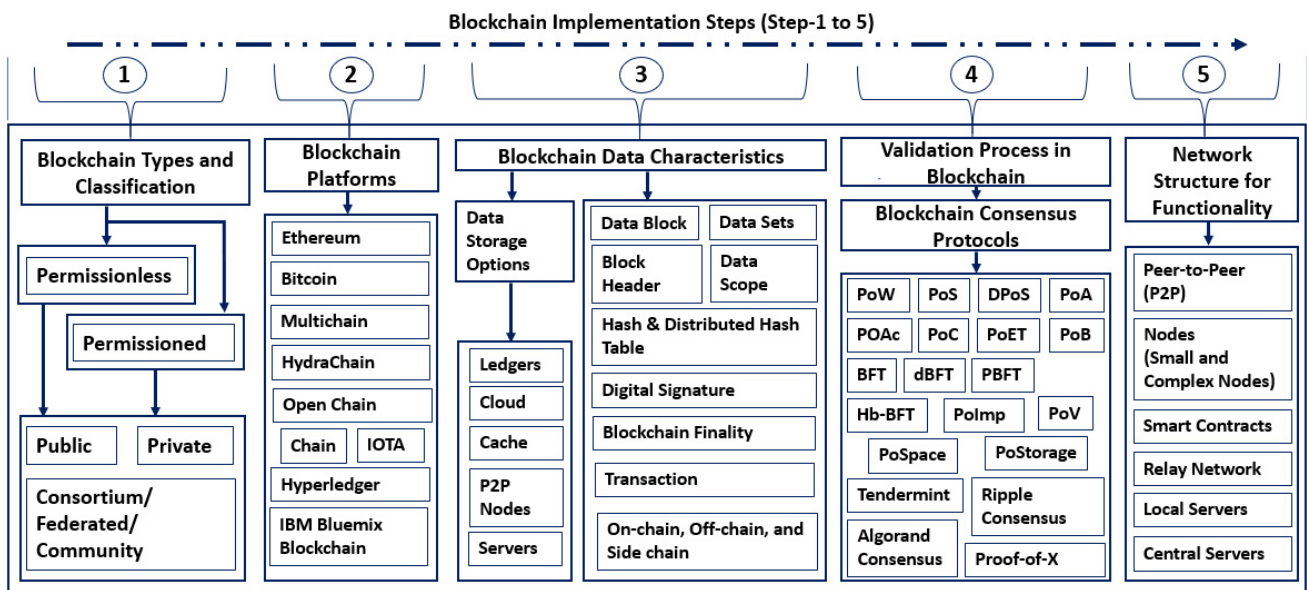 Blockchain Implementation Steps (Step-1 to 5)
1
2
3
4
5
Blockchain Types and
Classification
Permissionless
Permissioned
Public
Private
Consortium/
Federated/
Community
Blockchain
Platforms
Ethereum
Bitcoin
Multichain
HydraChain
Open Chain
Chain
IOTA
Hyperledger
IBM Bluemix
Blockchain
Blockchain Data Characteristics
Data
Storage
Options
Ledgers
Cloud
Cache
P2P
Nodes
Servers
Data Block
Data Sets
Block
Header
Data
Scope
Hash & Distributed Hash
Table
Digital Signature
Blockchain Finality
Transaction
On-chain, Off-chain, and
Side chain
Validation Process in
Blockchain
Blockchain Consensus
Protocols
PoW
PoS
DPoS
PoA
POAc
PoC
PoET
PoB
BFT
dBFT
PBFT
Hb-BFT
PoImp
PoV
PoSpace
PoStorage
Tendermint
Ripple
Consensus
Algorand
Consensus
Proof-of-X
Network
Structure for
Functionality
Peer-to-Peer
(P2P)
Nodes
(Small and
Complex Nodes)
Smart Contracts
Relay Network
Local Servers
Central Servers